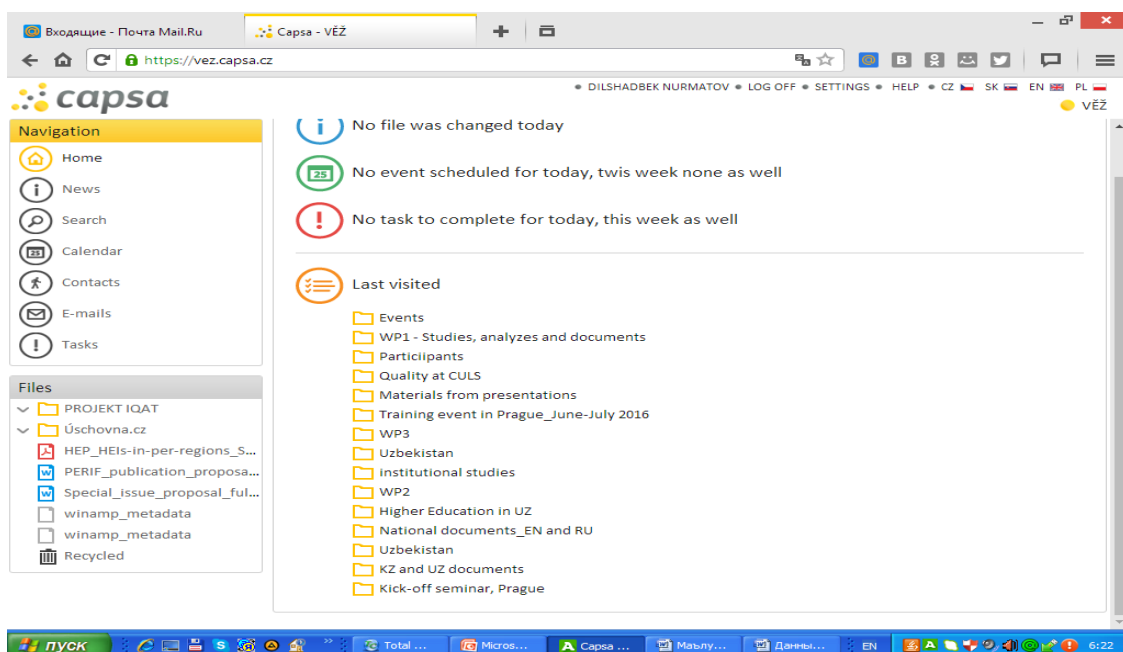 Входящие - Почта Mail.Ru
Capsa - VĚŽ
https://vez.capsa.cz
capsa
DILSHADBEK NURMATOV LOG OFF SETTINGS HELP CZ SK EN PL
VĚŽ
Navigation
Home
News
Search
25
Calendar
Contacts
E-mails
Tasks
Files
PROJEKT IQAT
Úschovna.cz
HEP_HEIs-in-per-regions_S...
PERIF_publication_proposa...
Special_issue_proposal_ful...
winamp_metadata
winamp_metadata
Recycled
No file was changed today
25
No event scheduled for today, twis week none as well
No task to complete for today, this week as well
Last visited
Events
WP1 - Studies, analyzes and documents
Particiipants
Quality at CULS
Materials from presentations
Training event in Prague_June-July 2016
WP3
Uzbekistan
institutional studies
WP2
Higher Education in UZ
National documents_EN and RU
Uzbekistan
KZ and UZ documents
Kick-off seminar, Prague
пуск
Total ...
Micros...
Capsa ...
Маълу...
Данны...
EN
6:22